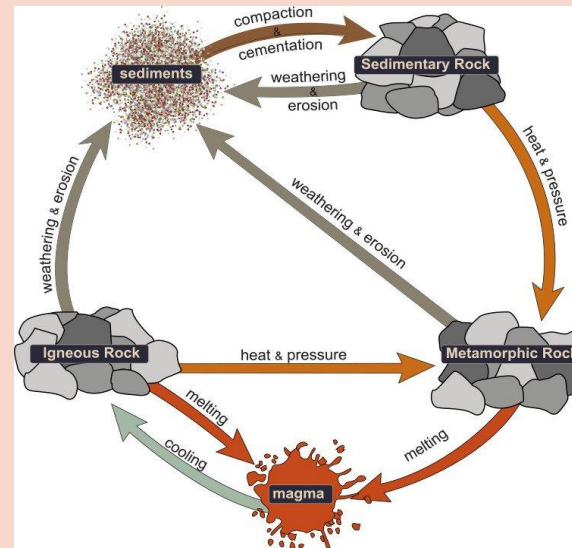 compaction
&
cementation
sediments
Sedimentary Rock
weathering
&
erosion
heat & pressure
weathering & erosion
weathering & erosion
Igneous Rock
heat & pressure
Metamorphic Rock
melting
melting
cooling
magma